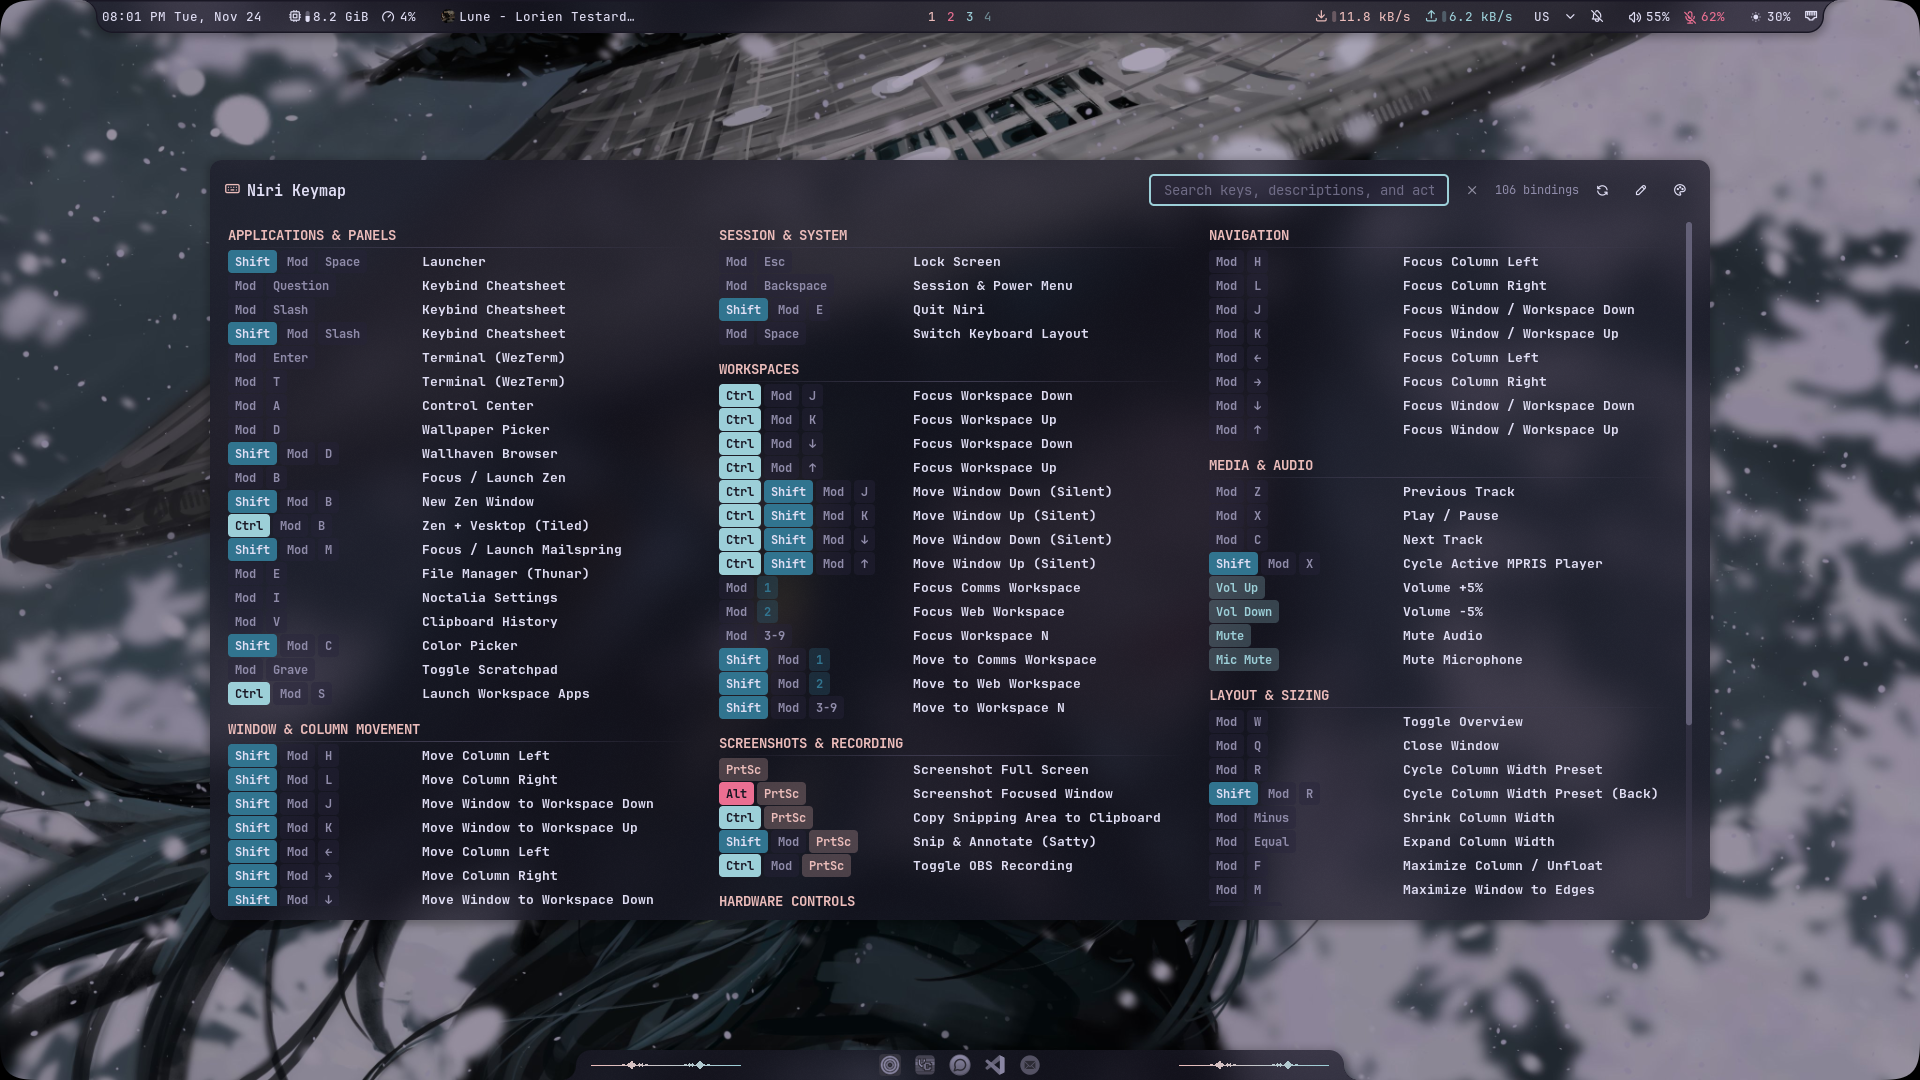 08:01 PM Tue, Nov 24 8.2 GiB 4% Lune - Lorien Testard… 1 2 3 4 11.8 kB/s 6.2 kB/s US 55% 62% 30%
Niri Keymap Search keys, descriptions, and act 106 bindings
APPLICATIONS & PANELS
Shift Mod Space Launcher
Mod Question Keybind Cheatsheet
Mod Slash Keybind Cheatsheet
Shift Mod Slash Keybind Cheatsheet
Mod Enter Terminal (WezTerm)
Mod T Terminal (WezTerm)
Mod A Control Center
Mod D Wallpaper Picker
Shift Mod D Wallhaven Browser
Mod B Focus / Launch Zen
Shift Mod B New Zen Window
Ctrl Mod B Zen + Vesktop (Tiled)
Shift Mod M Focus / Launch Mailspring
Mod E File Manager (Thunar)
Mod I Noctalia Settings
Mod V Clipboard History
Shift Mod C Color Picker
Mod Grave Toggle Scratchpad
Ctrl Mod S Launch Workspace Apps
WINDOW & COLUMN MOVEMENT
Shift Mod H Move Column Left
Shift Mod L Move Column Right
Shift Mod J Move Window to Workspace Down
Shift Mod K Move Window to Workspace Up
Shift Mod ← Move Column Left
Shift Mod → Move Column Right
Shift Mod ↓ Move Window to Workspace Down
SESSION & SYSTEM
Mod Esc Lock Screen
Mod Backspace Session & Power Menu
Shift Mod E Quit Niri
Mod Space Switch Keyboard Layout
WORKSPACES
Ctrl Mod J Focus Workspace Down
Ctrl Mod K Focus Workspace Up
Ctrl Mod ↓ Focus Workspace Down
Ctrl Mod ↑ Focus Workspace Up
Ctrl Shift Mod J Move Window Down (Silent)
Ctrl Shift Mod K Move Window Up (Silent)
Ctrl Shift Mod ↓ Move Window Down (Silent)
Ctrl Shift Mod ↑ Move Window Up (Silent)
Mod 1 Focus Comms Workspace
Mod 2 Focus Web Workspace
Mod 3-9 Focus Workspace N
Shift Mod 1 Move to Comms Workspace
Shift Mod 2 Move to Web Workspace
Shift Mod 3-9 Move to Workspace N
SCREENSHOTS & RECORDING
PrtSc Screenshot Full Screen
Alt PrtSc Screenshot Focused Window
Ctrl PrtSc Copy Snipping Area to Clipboard
Shift Mod PrtSc Snip & Annotate (Satty)
Ctrl Mod PrtSc Toggle OBS Recording
HARDWARE CONTROLS
NAVIGATION
Mod H Focus Column Left
Mod L Focus Column Right
Mod J Focus Window / Workspace Down
Mod K Focus Window / Workspace Up
Mod ← Focus Column Left
Mod → Focus Column Right
Mod ↓ Focus Window / Workspace Down
Mod ↑ Focus Window / Workspace Up
MEDIA & AUDIO
Mod Z Previous Track
Mod X Play / Pause
Mod C Next Track
Shift Mod X Cycle Active MPRIS Player
Vol Up Volume +5%
Vol Down Volume -5%
Mute Mute Audio
Mic Mute Mute Microphone
LAYOUT & SIZING
Mod W Toggle Overview
Mod Q Close Window
Mod R Cycle Column Width Preset
Shift Mod R Cycle Column Width Preset (Back)
Mod Minus Shrink Column Width
Mod Equal Expand Column Width
Mod F Maximize Column / Unfloat
Mod M Maximize Window to Edges